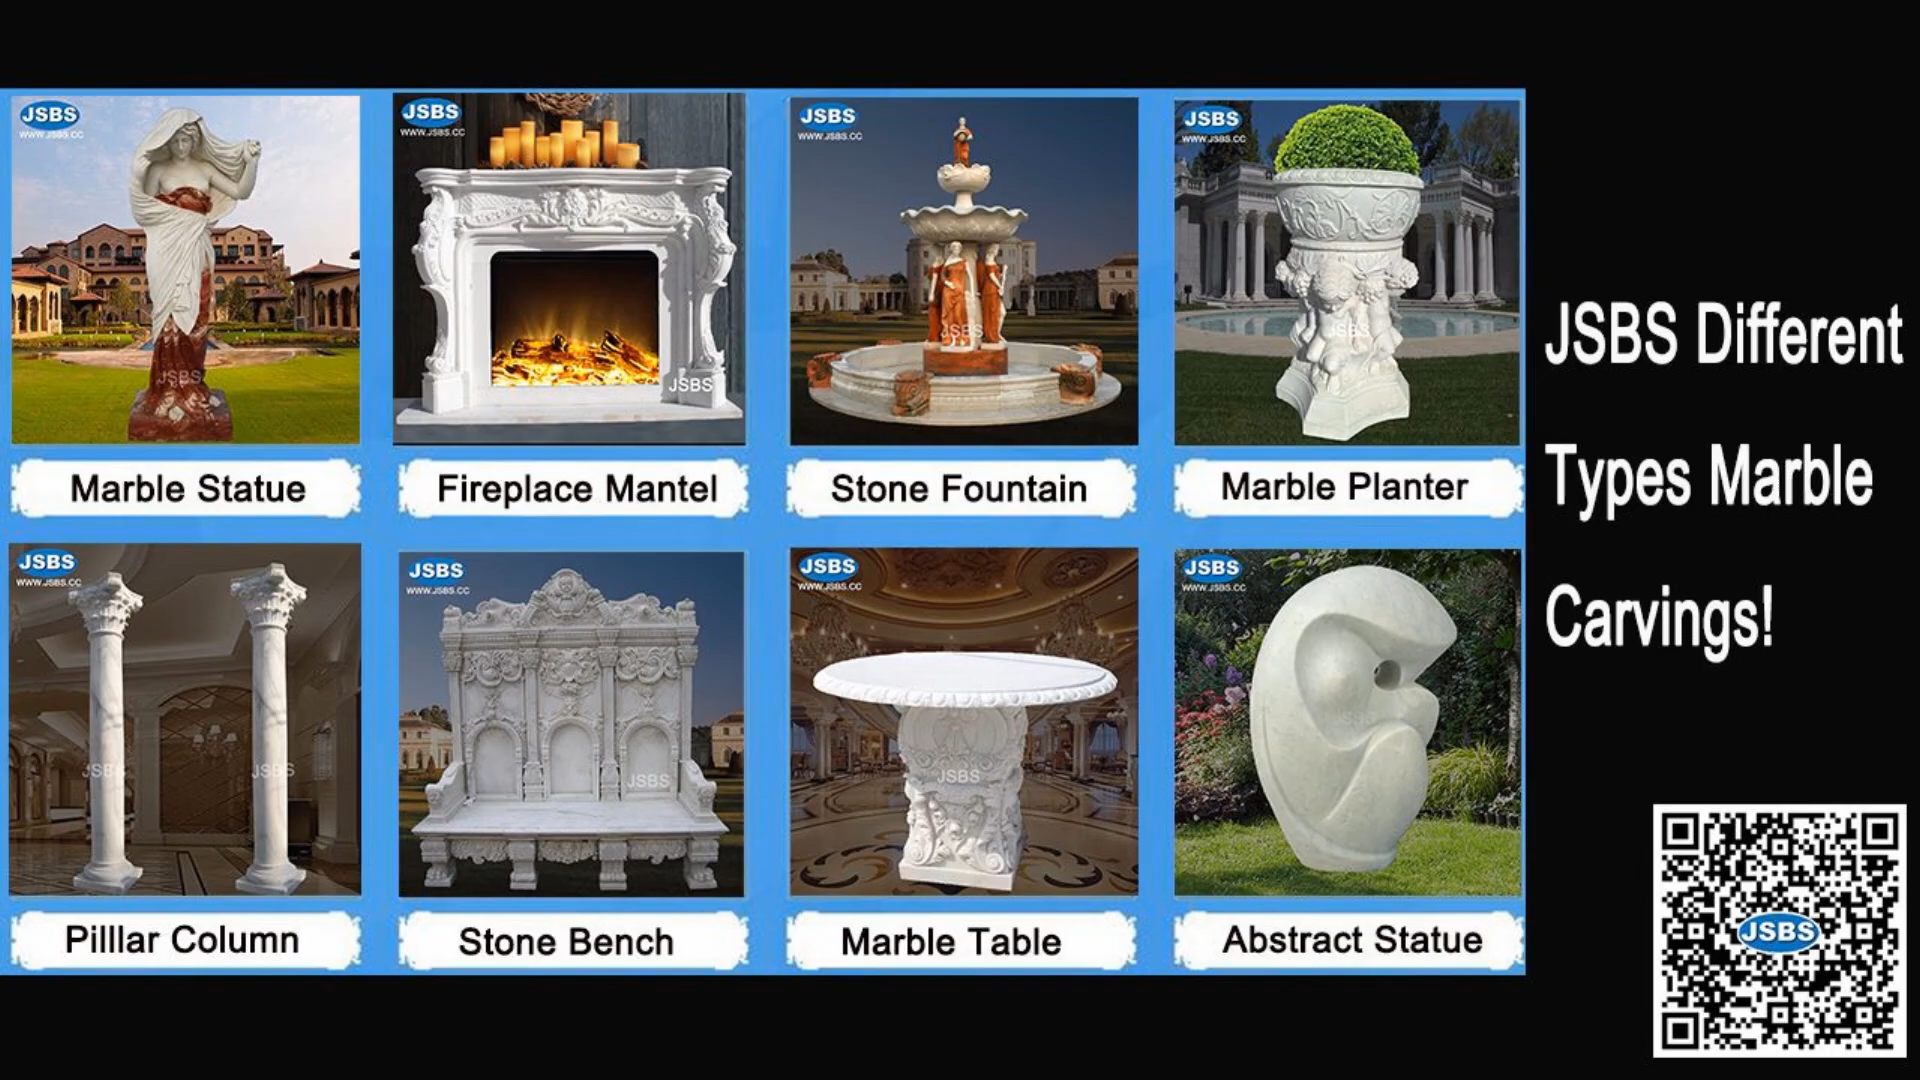 JSBS
WWW.JSBS.CC
JSBS
JSBS
WWW.JSBS.CC
JSBS
JSBS
WWW.JSBS.CC
JSBS
JSBS
WWW.JSBS.CC
JSBS
Marble Statue
Fireplace Mantel
Stone Fountain
Marble Planter
JSBS
WWW.JSBS.CC
JSBS
JSBS
JSBS
WWW.JSBS.CC
JSBS
JSBS
WWW.JSBS.CC
JSBS
JSBS
WWW.JSBS.CC
Pilllar Column
Stone Bench
Marble Table
Abstract Statue
JSBS Different
Types Marble
Carvings!
JSBS